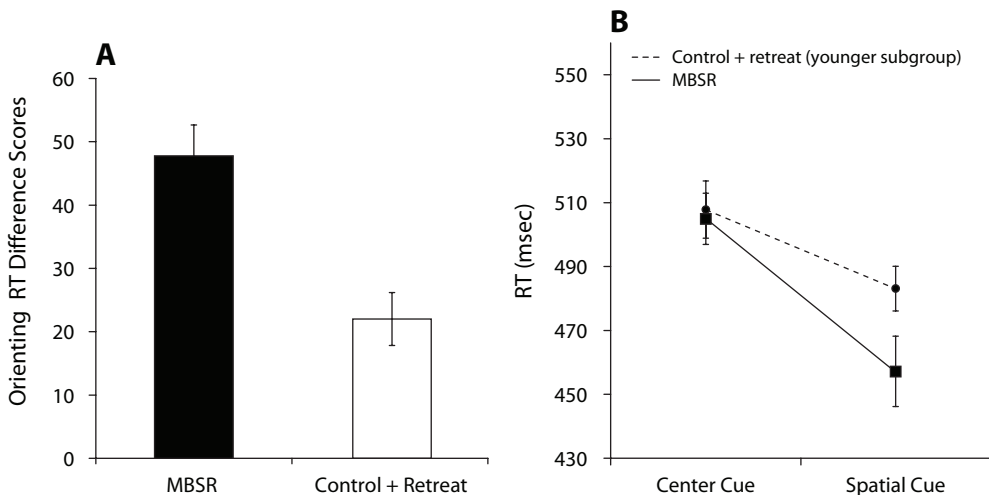 A
Orienting RT Difference Scores
60
50
40
30
20
10
0
MBSR
Control + Retreat
B
Control + retreat (younger subgroup)
MBSR
RT (msec)
550
530
510
490
470
450
430
Center Cue
Spatial Cue